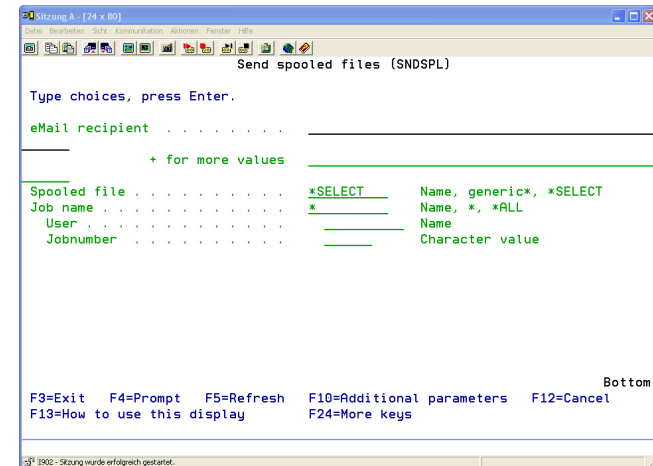 Sitzung A - [24 x 80]
Datei Bearbeiten Sicht Kommunikation Aktionen Fenster Hilfe
Send spooled files (SNDSPL)
Type choices, press Enter.
eMail recipient . . . . . . . .
+ for more values
Spooled file . . . . . . . . . . *SELECT Name, generic*, *SELECT
Job name . . . . . . . . . . . . * Name, *, *ALL
User . . . . . . . . . . . . . Name
Jobnumber . . . . . . . . . . Character value
Bottom
F3=Exit F4=Prompt F5=Refresh F10=Additional parameters F12=Cancel
F13=How to use this display F24=More keys
I902 - Sitzung wurde erfolgreich gestartet.